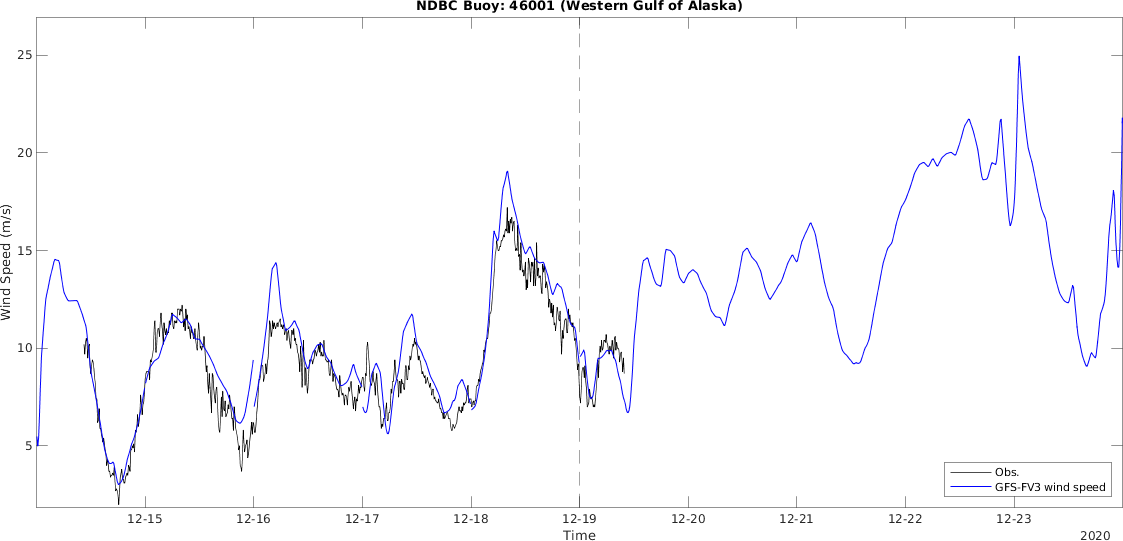 NDBC Buoy: 46001 (Western Gulf of Alaska)
Wind Speed (m/s)
25
20
15
10
5
12-15 12-16 12-17 12-18 12-19 12-20 12-21 12-22 12-23
Time
2020
Obs.
GFS-FV3 wind speed